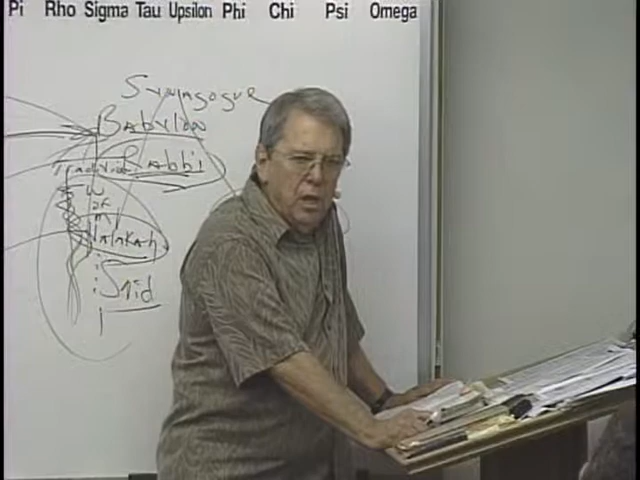 Pi Rho Sigma Tau Upsilon Phi Chi Psi Omega
Synagogue
Babylon
Rabbi
Halakah
Said